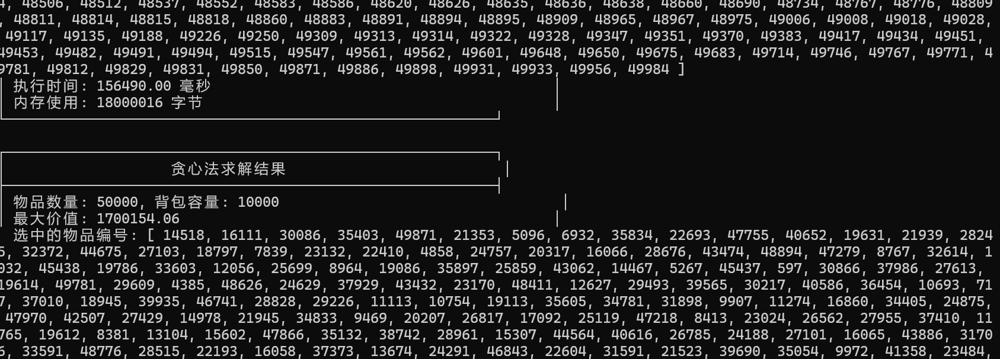 4, 48506, 48512, 48537, 48552, 48583, 48586, 48620, 48626, 48635, 48636, 48638, 48660, 48690, 48734, 48767, 48776, 48809
, 48811, 48814, 48815, 48818, 48860, 48883, 48891, 48894, 48895, 48909, 48965, 48967, 48975, 49006, 49008, 49018, 49028,
49117, 49135, 49188, 49226, 49250, 49309, 49313, 49314, 49322, 49328, 49347, 49351, 49370, 49383, 49417, 49434, 49451,
49453, 49482, 49491, 49494, 49515, 49547, 49561, 49562, 49601, 49648, 49650, 49675, 49683, 49714, 49746, 49767, 49771, 4
9781, 49812, 49829, 49831, 49850, 49871, 49886, 49898, 49931, 49933, 49956, 49984 ]
执行时间: 156490.00 毫秒
内存使用: 18000016 字节
贪心法求解结果
物品数量: 50000, 背包容量: 10000
最大价值: 1700154.06
选中的物品编号: [ 14518, 16111, 30086, 35403, 49871, 21353, 5096, 6932, 35834, 22693, 47755, 40652, 19631, 21939, 2824
5, 32372, 44675, 27103, 18797, 7839, 23132, 22410, 4858, 24757, 20317, 16066, 28676, 43474, 48894, 47279, 8767, 32614, 1
032, 45438, 19786, 33603, 12056, 25699, 8964, 19086, 35897, 25859, 43062, 14467, 5267, 45437, 597, 30866, 37986, 27613,
19614, 49781, 29609, 4385, 48626, 24629, 37929, 43432, 23170, 48411, 12627, 29493, 39565, 30217, 40586, 36454, 10693, 71
7, 37010, 18945, 39935, 46741, 28828, 29226, 11113, 10754, 19113, 35605, 34781, 31898, 9907, 11274, 16860, 34405, 24875,
47970, 42507, 27429, 14978, 21945, 34833, 9469, 20207, 26817, 17092, 25119, 47218, 8413, 23024, 26562, 27955, 37410, 11
765, 19612, 8381, 13104, 15602, 47866, 35132, 38742, 28961, 15307, 44564, 40616, 26785, 24188, 27101, 16065, 43886, 3170
6, 33591, 48776, 28515, 22193, 16058, 37373, 13674, 24291, 46843, 22604, 31591, 21523, 39690, 35054, 9972, 41358, 23484,